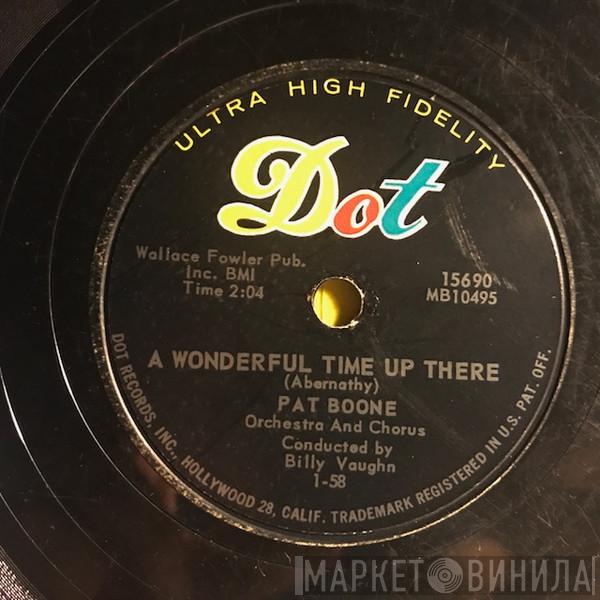 ULTRA HIGH FIDELITY
Dot
Wallace Fowler Pub.
Inc. BMI
Time 2:04
15690
MB10495
A WONDERFUL TIME UP THERE
(Abernathy)
PAT BOONE
Orchestra And Chorus
Conducted by
Billy Vaughn
1-58
DOT RECORDS, INC., HOLLYWOOD 28, CALIF. TRADEMARK REGISTERED IN U.S. PAT. OFF.
МАРКЕТ ВИНИЛА